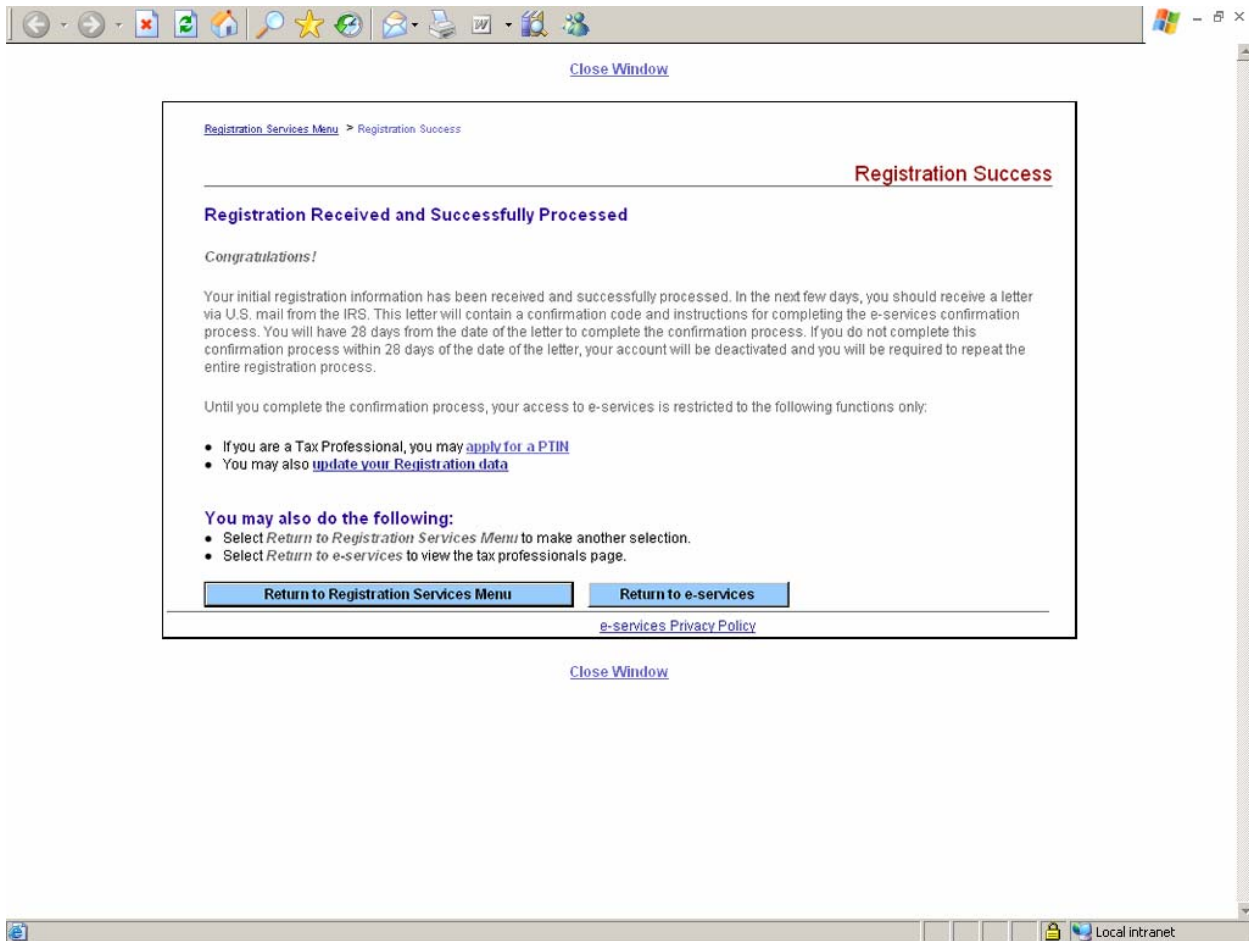 Close Window
Registration Services Menu > Registration Success
Registration Success
Registration Received and Successfully Processed
Congratulations!
Your initial registration information has been received and successfully processed. In the next few days, you should receive a letter
via U.S. mail from the IRS. This letter will contain a confirmation code and instructions for completing the e-services confirmation
process. You will have 28 days from the date of the letter to complete the confirmation process. If you do not complete this
confirmation process within 28 days of the date of the letter, your account will be deactivated and you will be required to repeat the
entire registration process.
Until you complete the confirmation process, your access to e-services is restricted to the following functions only:
• If you are a Tax Professional, you may apply for a PTIN
• You may also update your Registration data
You may also do the following:
• Select Return to Registration Services Menu to make another selection.
• Select Return to e-services to view the tax professionals page.
Return to Registration Services Menu Return to e-services
e-services Privacy Policy
Close Window
Local intranet